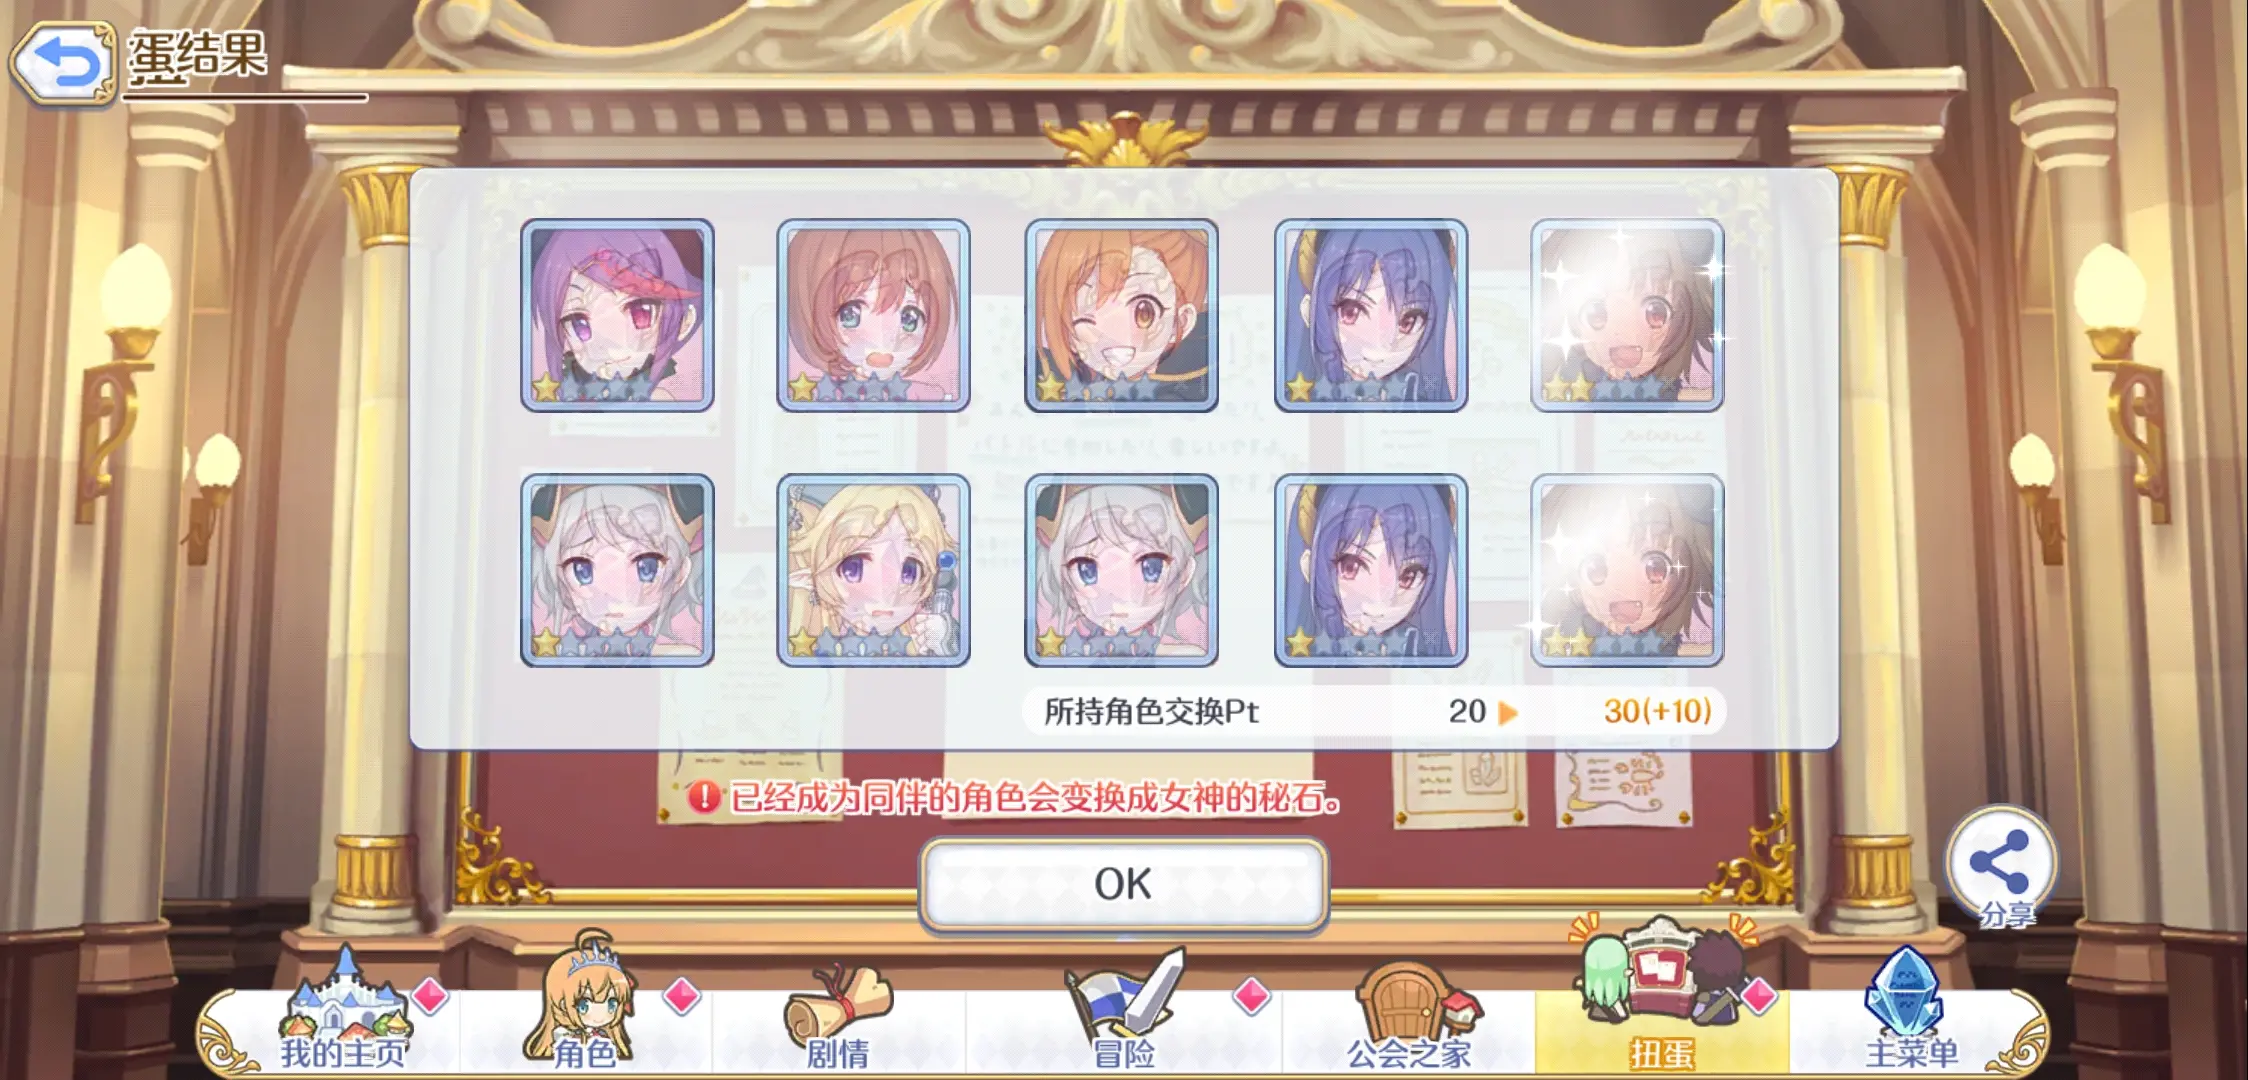 蛋结果
所持角色交换Pt 20 30(+10)
已经成为同伴的角色会变换成女神的秘石。
OK
分享
我的主页
角色
剧情
冒险
公会之家
扭蛋
主菜单